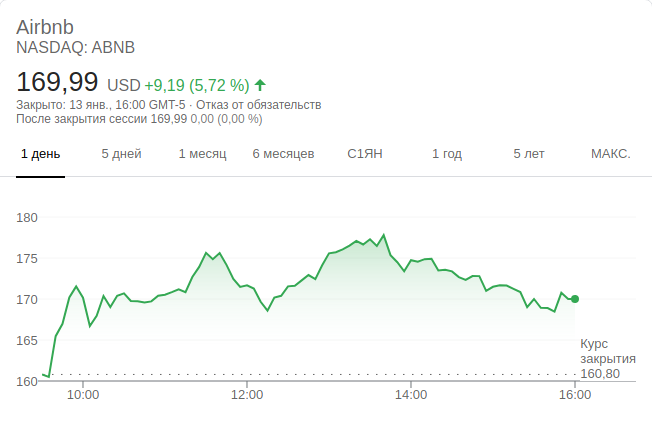 Airbnb
NASDAQ: ABNB
169,99 USD +9,19 (5,72 %)
Закрыто: 13 янв., 16:00 GMT-5 · Отказ от обязательств
После закрытия сессии 169,99 0,00 (0,00 %)
1 день 5 дней 1 месяц 6 месяцев С1ЯН 1 год 5 лет МАКС.
180
175
170
165
Курс
закрытия
160,80
160
10:00 12:00 14:00 16:00